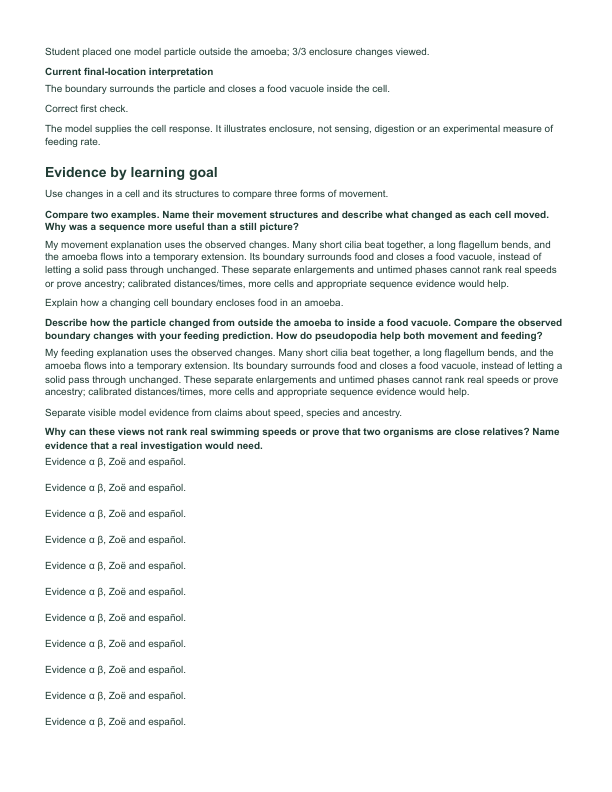 Student placed one model particle outside the amoeba; 3/3 enclosure changes viewed.
Current final-location interpretation
The boundary surrounds the particle and closes a food vacuole inside the cell.
Correct first check.
The model supplies the cell response. It illustrates enclosure, not sensing, digestion or an experimental measure of
feeding rate.
Evidence by learning goal
Use changes in a cell and its structures to compare three forms of movement.
Compare two examples. Name their movement structures and describe what changed as each cell moved.
Why was a sequence more useful than a still picture?
My movement explanation uses the observed changes. Many short cilia beat together, a long flagellum bends, and
the amoeba flows into a temporary extension. Its boundary surrounds food and closes a food vacuole, instead of
letting a solid pass through unchanged. These separate enlargements and untimed phases cannot rank real speeds
or prove ancestry; calibrated distances/times, more cells and appropriate sequence evidence would help.
Explain how a changing cell boundary encloses food in an amoeba.
Describe how the particle changed from outside the amoeba to inside a food vacuole. Compare the observed
boundary changes with your feeding prediction. How do pseudopodia help both movement and feeding?
My feeding explanation uses the observed changes. Many short cilia beat together, a long flagellum bends, and the
amoeba flows into a temporary extension. Its boundary surrounds food and closes a food vacuole, instead of letting a
solid pass through unchanged. These separate enlargements and untimed phases cannot rank real speeds or prove
ancestry; calibrated distances/times, more cells and appropriate sequence evidence would help.
Separate visible model evidence from claims about speed, species and ancestry.
Why can these views not rank real swimming speeds or prove that two organisms are close relatives? Name
evidence that a real investigation would need.
Evidence α β, Zoë and español.
Evidence α β, Zoë and español.
Evidence α β, Zoë and español.
Evidence α β, Zoë and español.
Evidence α β, Zoë and español.
Evidence α β, Zoë and español.
Evidence α β, Zoë and español.
Evidence α β, Zoë and español.
Evidence α β, Zoë and español.
Evidence α β, Zoë and español.
Evidence α β, Zoë and español.